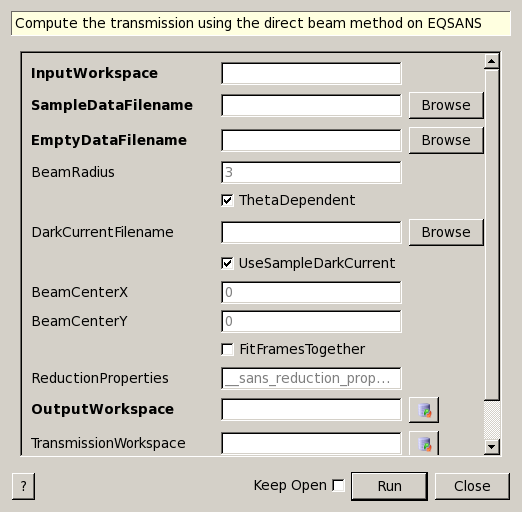 Compute the transmission using the direct beam method on EQSANS
InputWorkspace
SampleDataFilename Browse
EmptyDataFilename Browse
BeamRadius 3
ThetaDependent
DarkCurrentFilename Browse
UseSampleDarkCurrent
BeamCenterX 0
BeamCenterY 0
FitFramesTogether
ReductionProperties __sans_reduction_prop...
OutputWorkspace
TransmissionWorkspace
? Keep Open Run Close